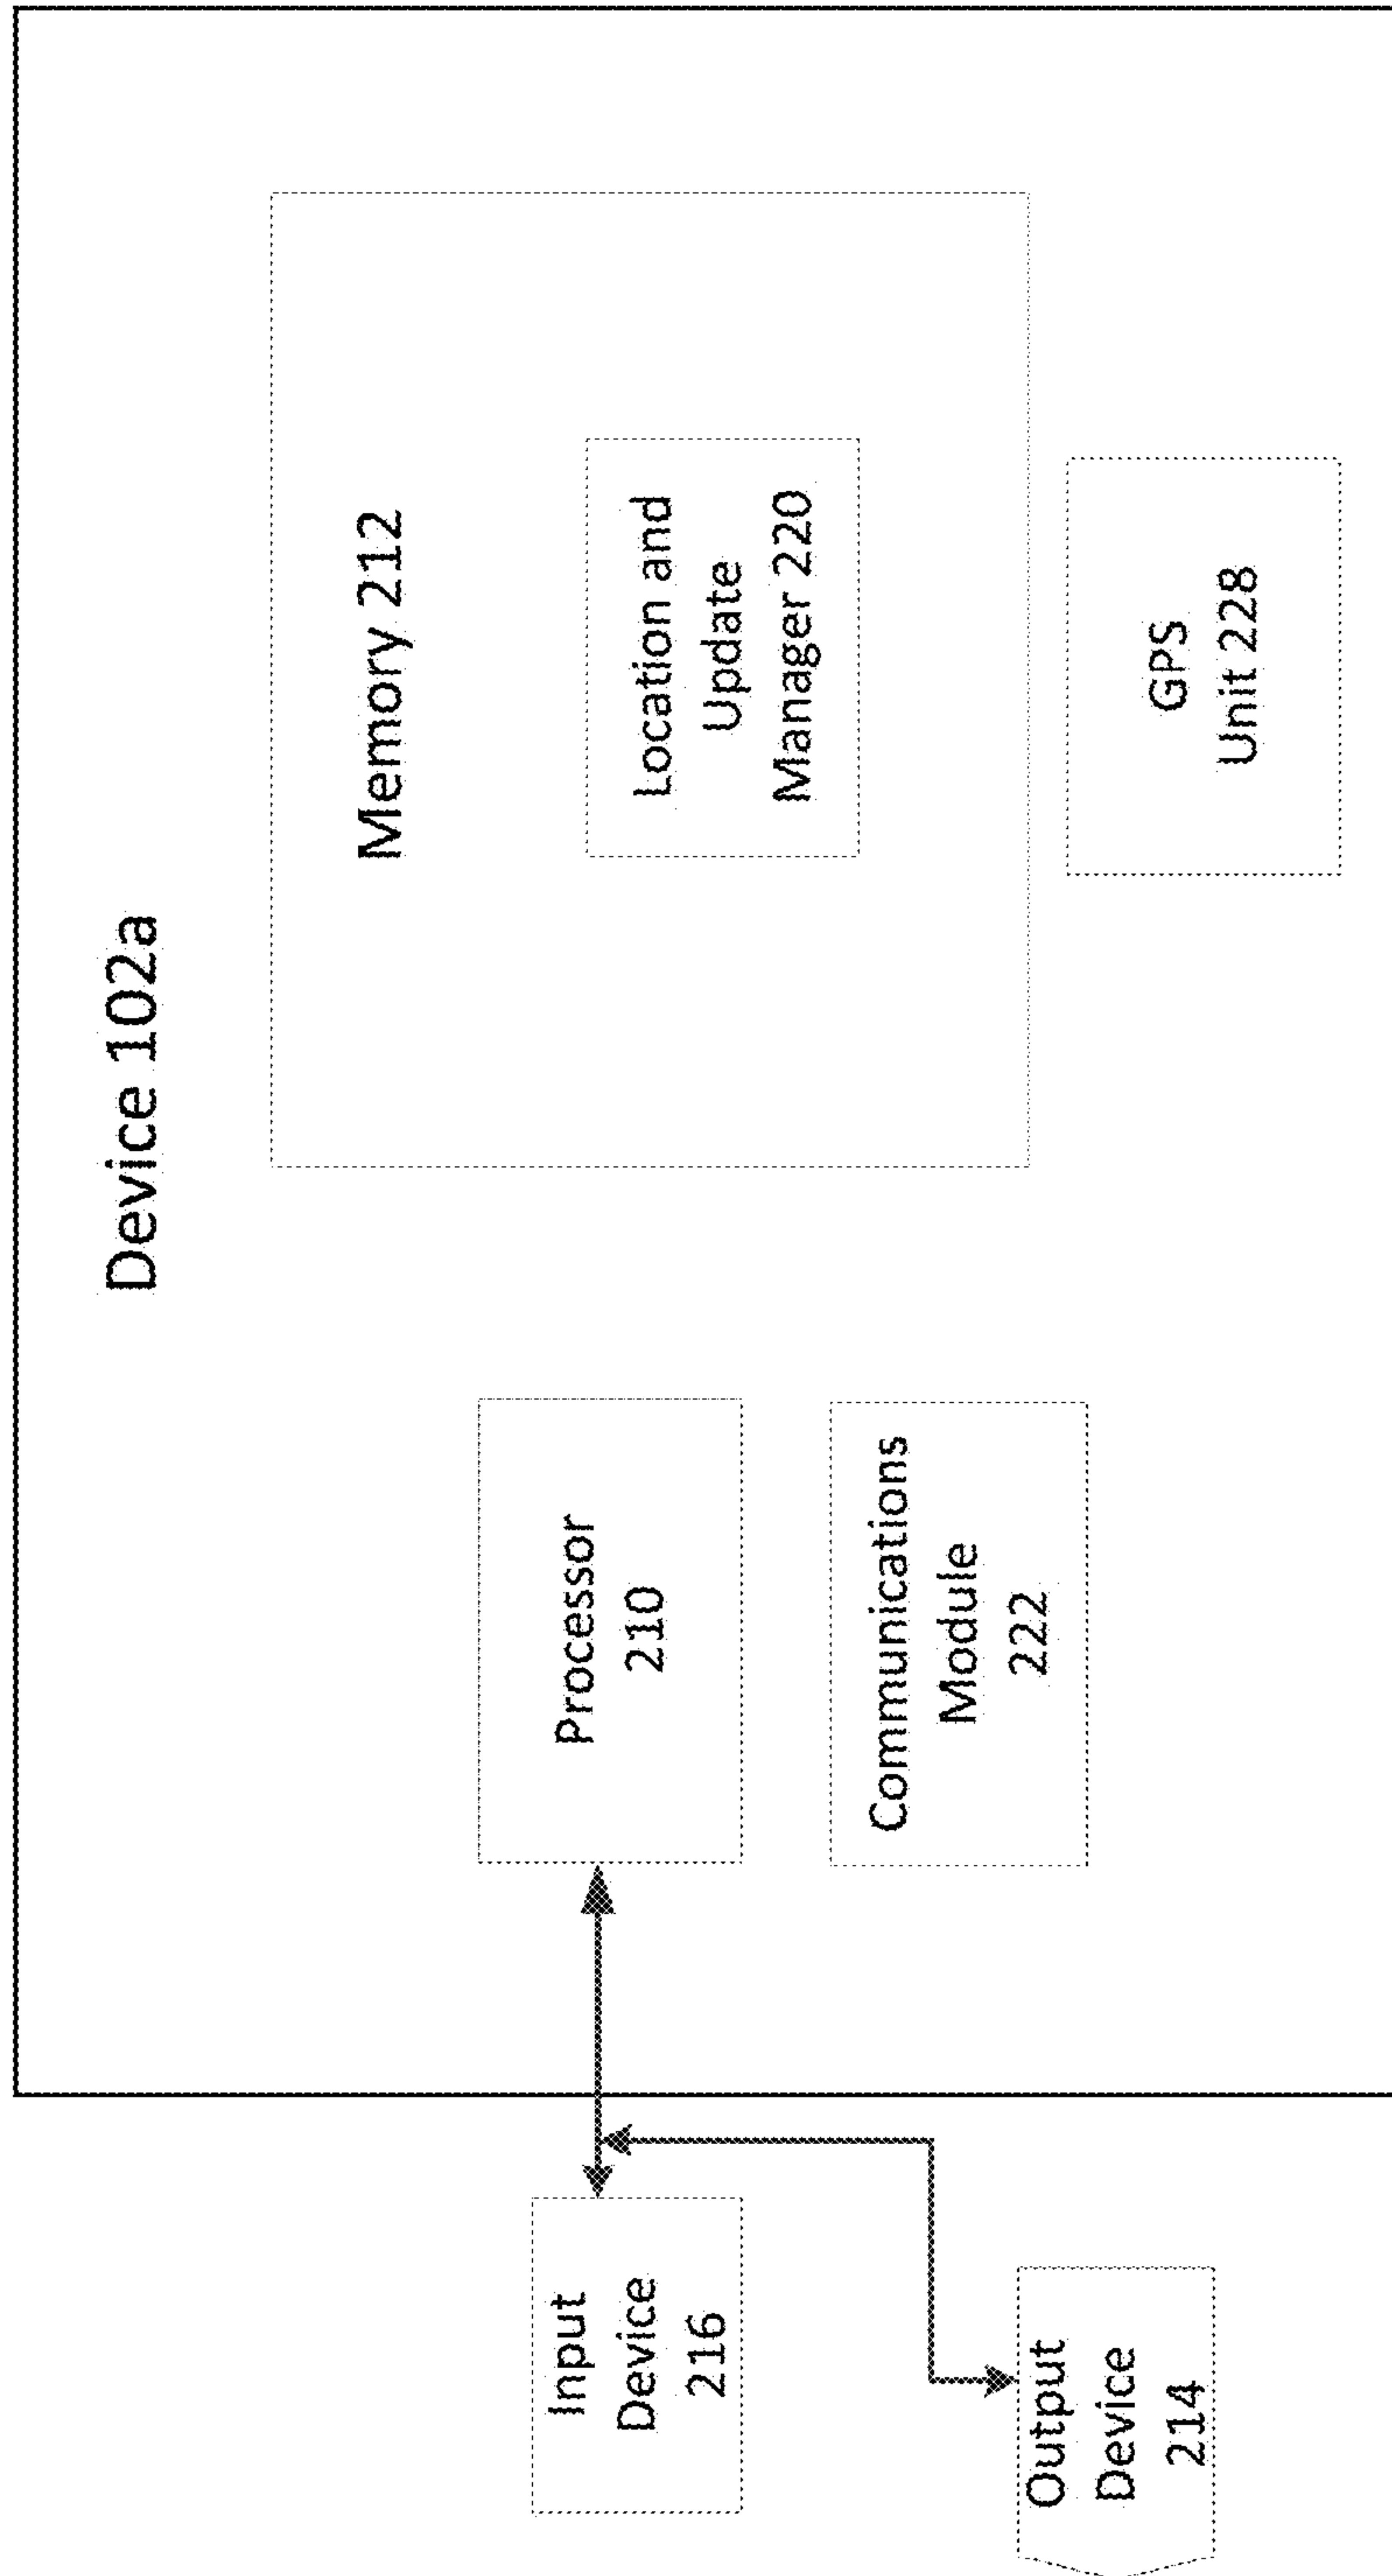 Device 102a
Memory 212
Location and
Update
Manager 220
GPS
Unit 228
Processor
210
Communications
Module
222
Input
Device
216
Output
Device
214